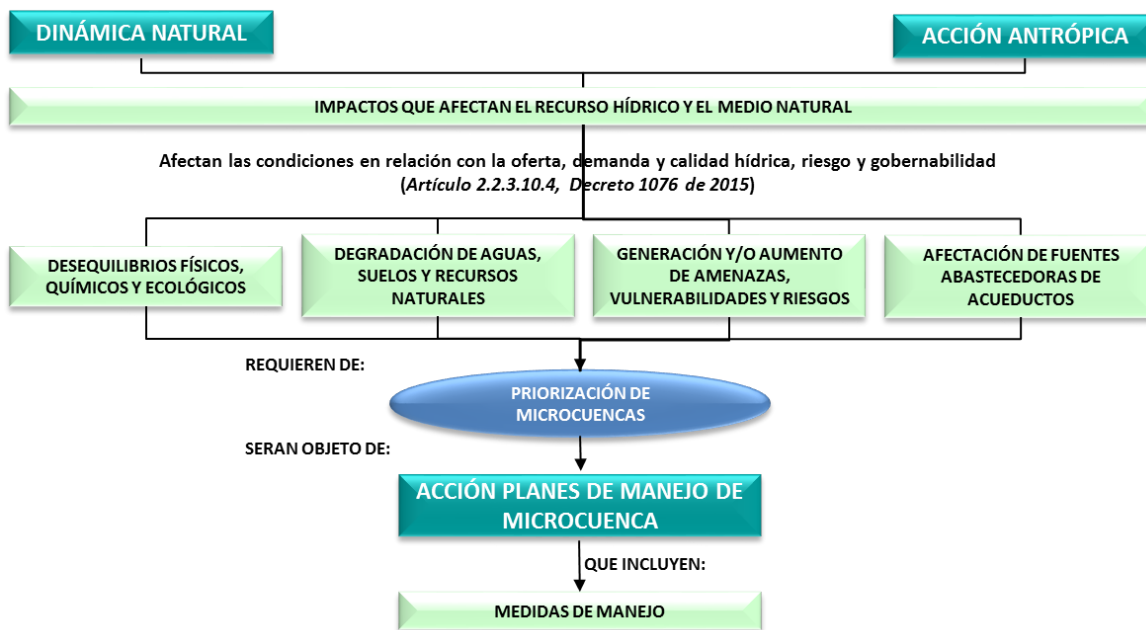 DINÁMICA NATURAL
ACCIÓN ANTRÓPICA
IMPACTOS QUE AFECTAN EL RECURSO HÍDRICO Y EL MEDIO NATURAL
Afectan las condiciones en relación con la oferta, demanda y calidad hídrica, riesgo y gobernabilidad
(Artículo 2.2.3.10.4, Decreto 1076 de 2015)
DESEQUILIBRIOS FÍSICOS,
QUÍMICOS Y ECOLÓGICOS
DEGRADACIÓN DE AGUAS,
SUELOS Y RECURSOS
NATURALES
GENERACIÓN Y/O AUMENTO
DE AMENAZAS,
VULNERABILIDADES Y RIESGOS
AFECTACIÓN DE FUENTES
ABASTECEDORAS DE
ACUEDUCTOS
REQUIEREN DE:
PRIORIZACIÓN DE
MICROCUENCAS
SERAN OBJETO DE:
ACCIÓN PLANES DE MANEJO DE
MICROCUENCA
QUE INCLUYEN:
MEDIDAS DE MANEJO